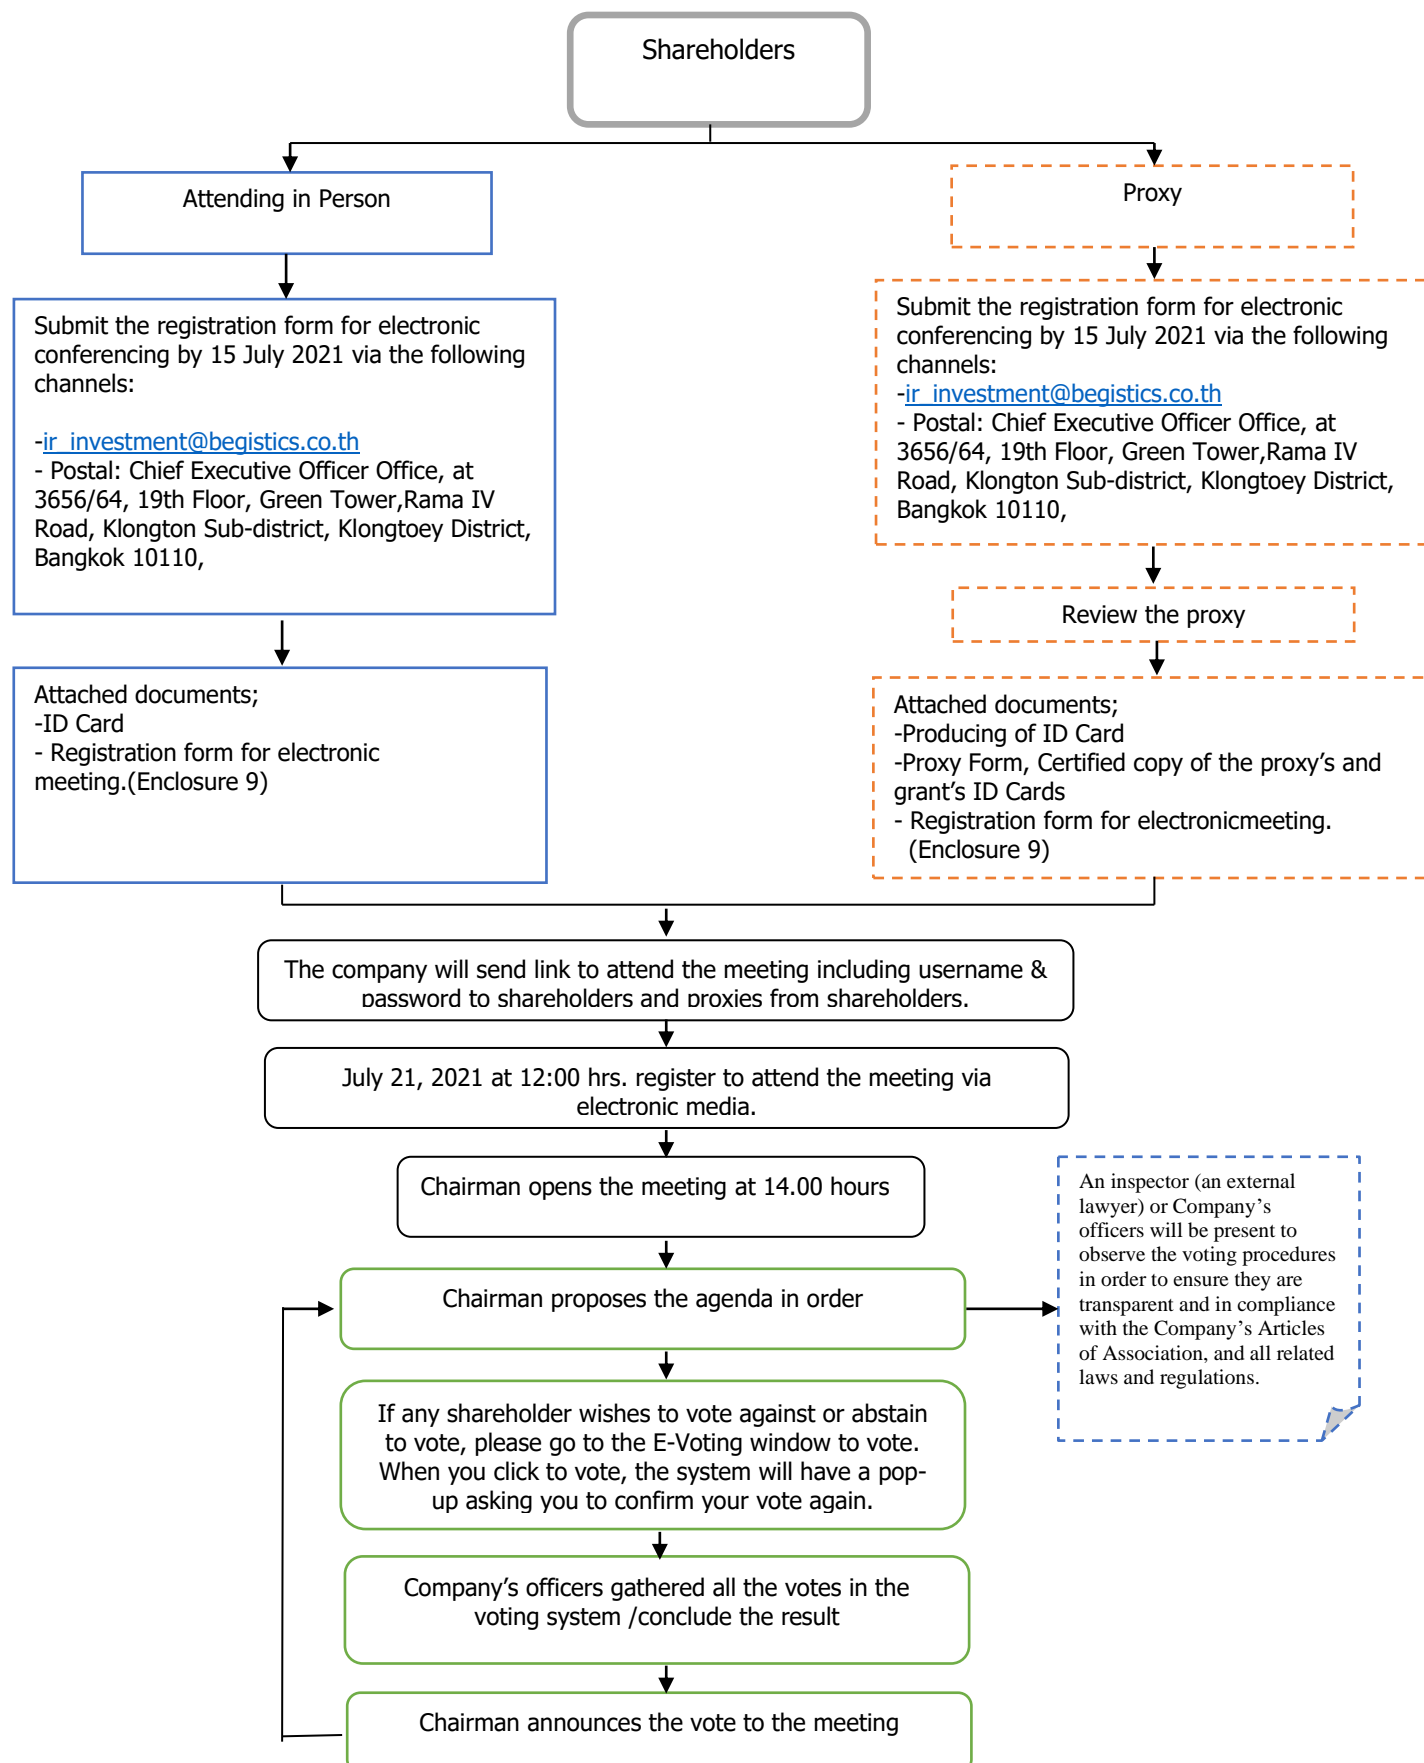 Shareholders
Attending in Person
Proxy
Submit the registration form for electronic
conferencing by 15 July 2021 via the following
channels:
-ir_investment@begistics.co.th
- Postal: Chief Executive Officer Office, at
3656/64, 19th Floor, Green Tower,Rama IV
Road, Klongton Sub-district, Klongtoey District,
Bangkok 10110,
Submit the registration form for electronic
conferencing by 15 July 2021 via the following
channels:
-ir_investment@begistics.co.th
- Postal: Chief Executive Officer Office, at
3656/64, 19th Floor, Green Tower,Rama IV
Road, Klongton Sub-district, Klongtoey District,
Bangkok 10110,
Review the proxy
Attached documents;
-ID Card
- Registration form for electronic
meeting.(Enclosure 9)
Attached documents;
-Producing of ID Card
-Proxy Form, Certified copy of the proxy’s and
grant’s ID Cards
- Registration form for electronicmeeting.
(Enclosure 9)
The company will send link to attend the meeting including username &
password to shareholders and proxies from shareholders.
July 21, 2021 at 12:00 hrs. register to attend the meeting via
electronic media.
Chairman opens the meeting at 14.00 hours
An inspector (an external
lawyer) or Company’s
officers will be present to
observe the voting procedures
in order to ensure they are
transparent and in compliance
with the Company’s Articles
of Association, and all related
laws and regulations.
Chairman proposes the agenda in order
If any shareholder wishes to vote against or abstain
to vote, please go to the E-Voting window to vote.
When you click to vote, the system will have a pop-
up asking you to confirm your vote again.
Company’s officers gathered all the votes in the
voting system /conclude the result
Chairman announces the vote to the meeting